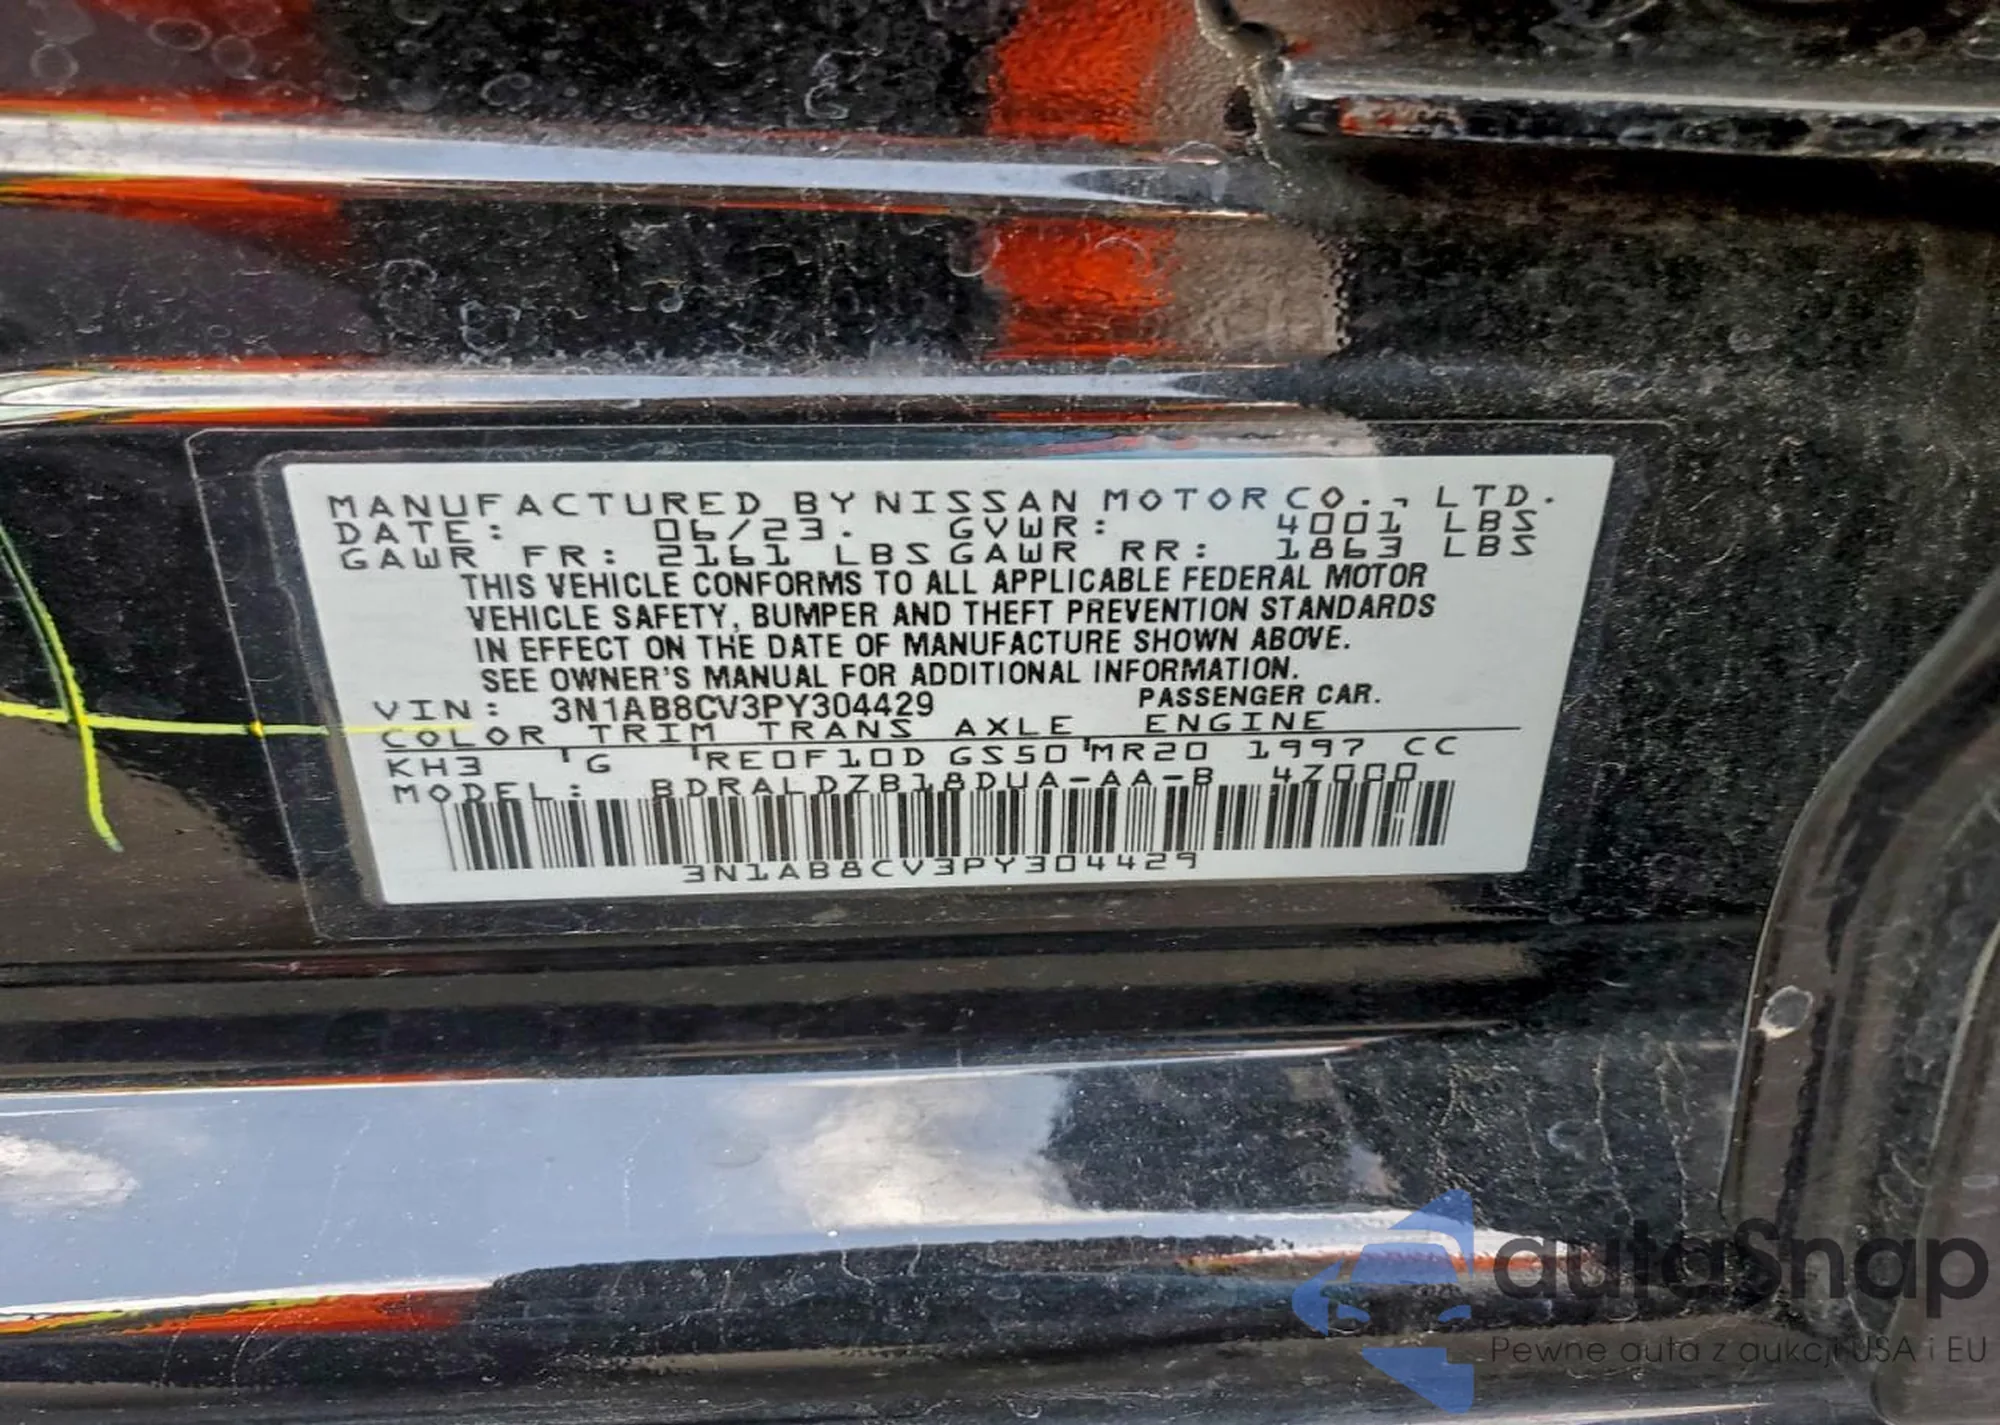 MANUFACTURED BY NISSAN MOTOR CO., LTD.
DATE: 06/23. GVWR: 4001 LBS
GAWR FR: 2161 LBS GAWR RR: 1863 LBS
THIS VEHICLE CONFORMS TO ALL APPLICABLE FEDERAL MOTOR
VEHICLE SAFETY, BUMPER AND THEFT PREVENTION STANDARDS
IN EFFECT ON THE DATE OF MANUFACTURE SHOWN ABOVE.
SEE OWNER'S MANUAL FOR ADDITIONAL INFORMATION.
VIN: 3N1AB8CV3PY304429 PASSENGER CAR.
COLOR TRIM TRANS AXLE ENGINE
KH3 'G 'RE0F10D GS50 'MR20 1997 CC
MODEL: BDRALDZB18DUA-AA-B 47000
3N1AB8CV3PY304429
autaSnap
Pewne auta z aukcji USA i EU